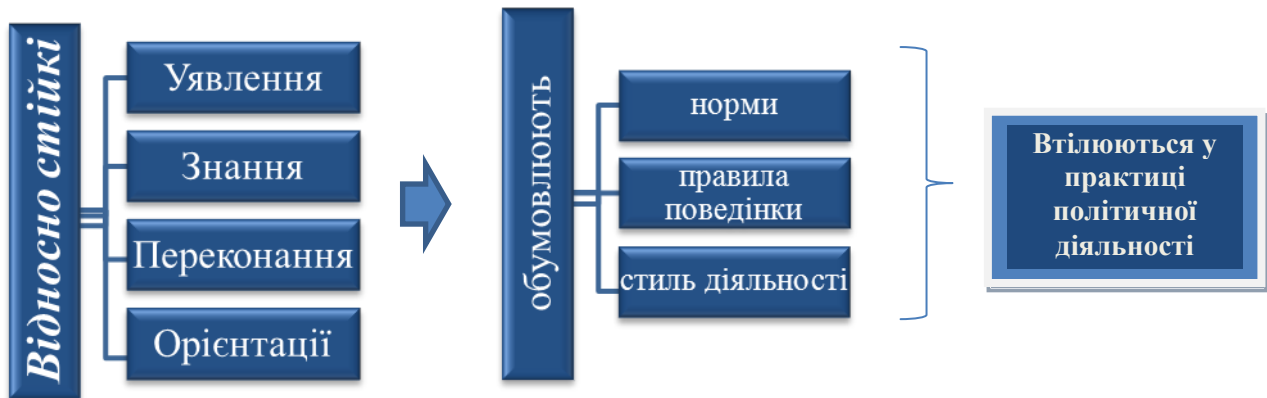 Відносно стійкі
Уявлення
Знання
Переконання
Орієнтації
обумовлюють
норми
правила
поведінки
стиль діяльності
Втілюються у
практиці
політичної
діяльності